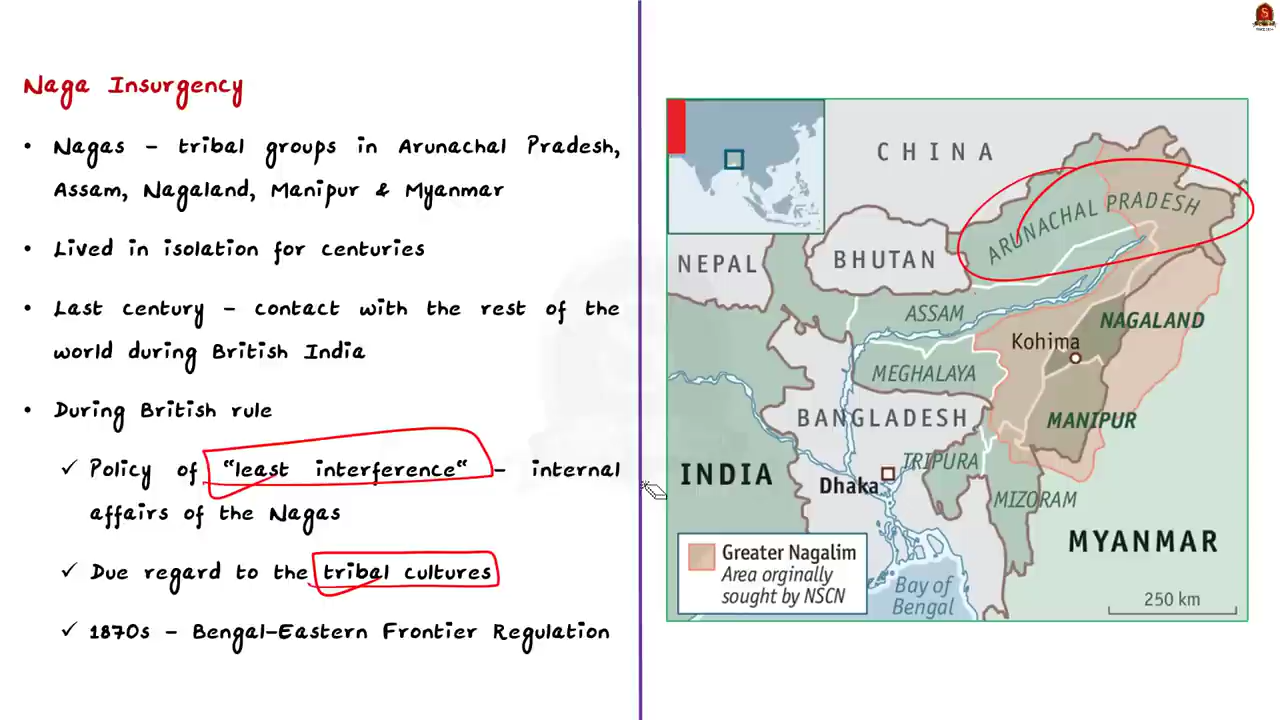 Naga Insurgency
• Nagas – tribal groups in Arunachal Pradesh,
Assam, Nagaland, Manipur & Myanmar
• Lived in isolation for centuries
• Last century – contact with the rest of the
world during British India
• During British rule
✓ Policy of “least interference“ – internal
affairs of the Nagas
✓ Due regard to the tribal cultures
✓ 1870s – Bengal-Eastern Frontier Regulation
CHINA
ARUNACHAL PRADESH
NEPAL
BHUTAN
ASSAM
NAGALAND
Kohima
MEGHALAYA
BANGLADESH
MANIPUR
INDIA
Dhaka
TRIPURA
MIZORAM
MYANMAR
Greater Nagalim
Area orginally
sought by NSCN
Bay of
Bengal
250 km